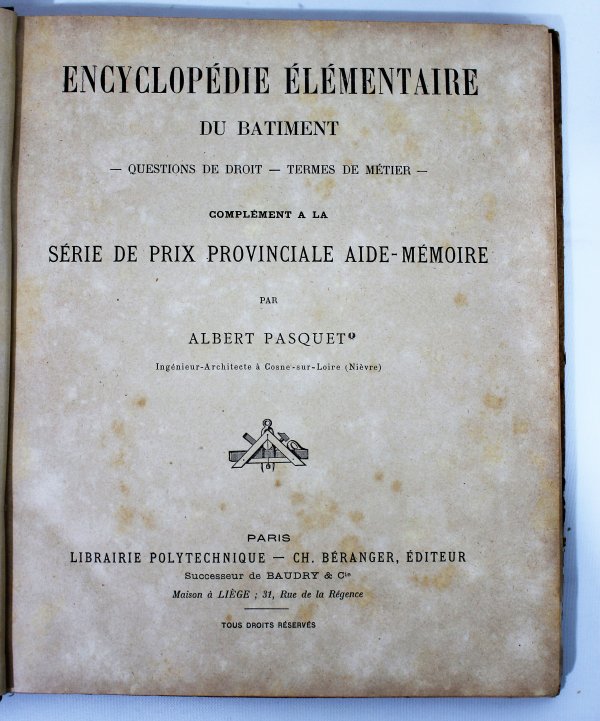 ENCYCLOPÉDIE ÉLÉMENTAIRE
DU BATIMENT
— QUESTIONS DE DROIT — TERMES DE MÉTIER —
COMPLÉMENT A LA
SÉRIE DE PRIX PROVINCIALE AIDE-MÉMOIRE
PAR
ALBERT PASQUET
Ingénieur-Architecte à Cosne-sur-Loire (Nièvre)
PARIS
LIBRAIRIE POLYTECHNIQUE — CH. BÉRANGER, ÉDITEUR
Successeur de BAUDRY & Cie
Maison à LIÈGE ; 31, Rue de la Régence
TOUS DROITS RÉSERVÉS